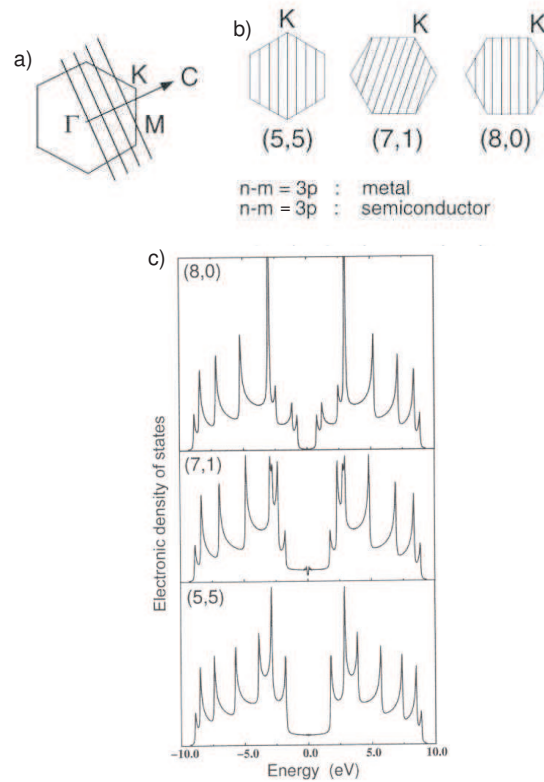 a)
K
C
Γ
M
b)
K
K
K
(5,5)
(7,1)
(8,0)
n-m = 3p : metal
n-m = 3p : semiconductor
c)
(8,0)
(7,1)
(5,5)
Electronic density of states
-10.0
-5.0
0.0
5.0
10.0
Energy (eV)